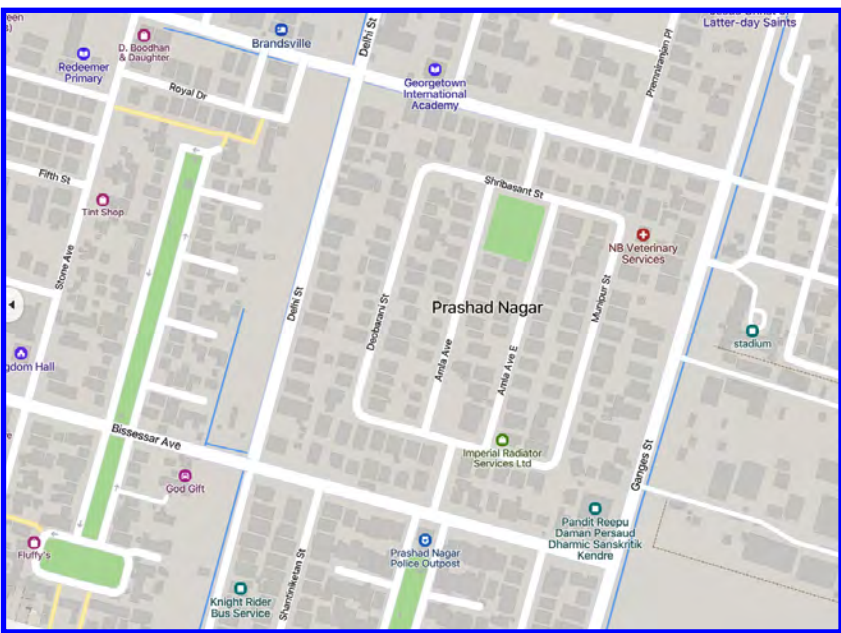 Delhi St
Brandsville
D. Boodhan
& Daughter
Redeemer
Primary
Royal Dr
Georgetown
International
Academy
Premniranjan Pl
Latter-day Saints
Fifth St
Tint Shop
Stone Ave
Shribasant St
NB Veterinary
Services
Delhi St
Deobarani St
Prashad Nagar
Munipur St
Amla Ave
Amla Ave E
stadium
gdom Hall
Bissessar Ave
Imperial Radiator
Services Ltd
Ganges St
God Gift
Pandit Reepu
Daman Persaud
Dharmic Sanskritik
Kendre
Prashad Nagar
Police Outpost
Fluffy's
Shantiniketan St
Knight Rider
Bus Service